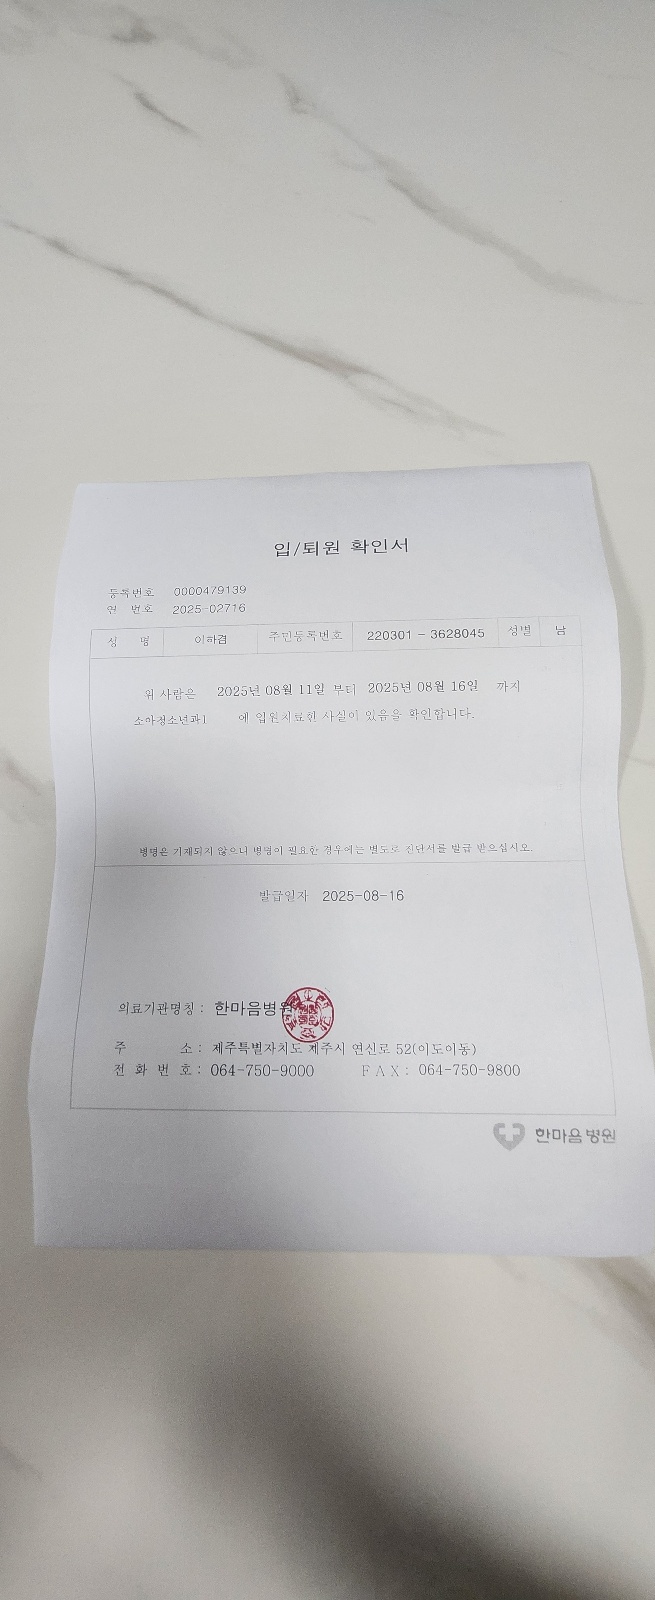 입/퇴원 확인서
등록번호 0000479139
연 번호 2025-02716
성 명 이하겸 주민등록번호 220301 - 3628045 성별 남
위 사람은 2025년 08월 11일 부터 2025년 08월 16일 까지
소아청소년과1 에 입원치료한 사실이 있음을 확인합니다.
병명은 기재되지 않으니 병명이 필요한 경우에는 별도로 진단서를 발급 받으십시오.
발급일자 2025-08-16
의료기관명칭 : 한마음병원
주 소 : 제주특별자치도 제주시 연신로 52(이도이동)
전 화 번 호 : 064-750-9000 F A X : 064-750-9800
한마음병원